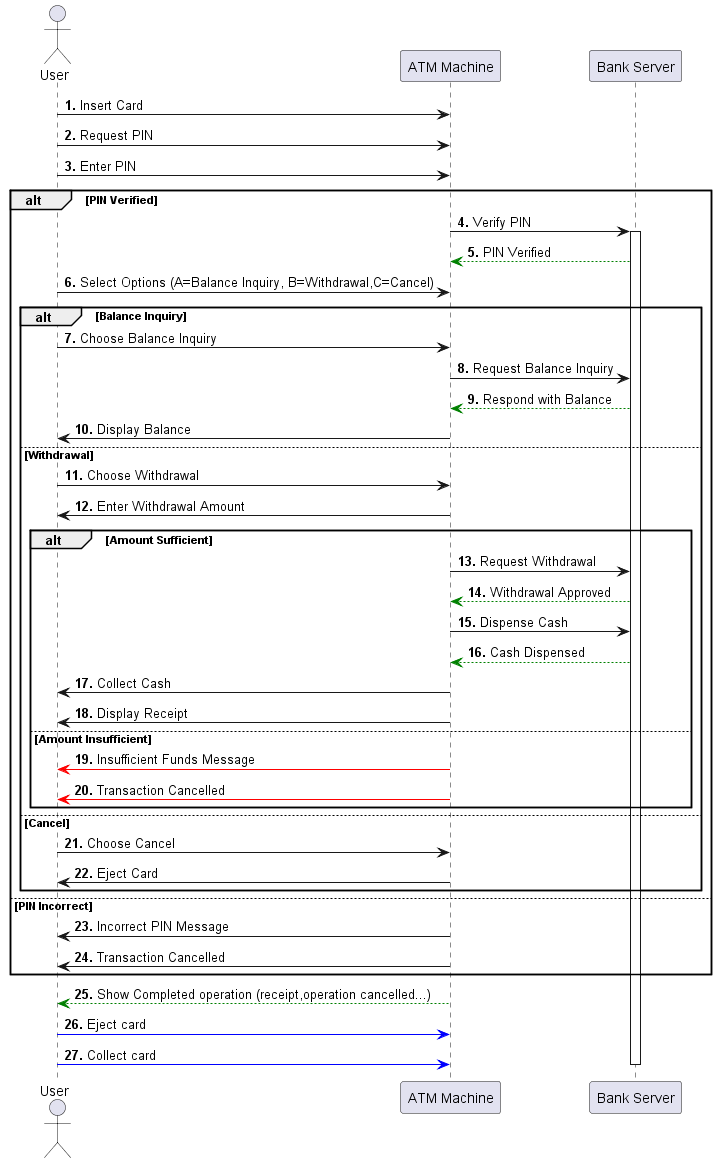 User
ATM Machine Bank Server
1. Insert Card
2. Request PIN
3. Enter PIN
alt [PIN Verified]
4. Verify PIN
5. PIN Verified
6. Select Options (A=Balance Inquiry, B=Withdrawal,C=Cancel)
alt [Balance Inquiry]
7. Choose Balance Inquiry
8. Request Balance Inquiry
9. Respond with Balance
10. Display Balance
[Withdrawal]
11. Choose Withdrawal
12. Enter Withdrawal Amount
alt [Amount Sufficient]
13. Request Withdrawal
14. Withdrawal Approved
15. Dispense Cash
16. Cash Dispensed
17. Collect Cash
18. Display Receipt
[Amount Insufficient]
19. Insufficient Funds Message
20. Transaction Cancelled
[Cancel]
21. Choose Cancel
22. Eject Card
[PIN Incorrect]
23. Incorrect PIN Message
24. Transaction Cancelled
25. Show Completed operation (receipt,operation cancelled...)
26. Eject card
27. Collect card
User
ATM Machine Bank Server